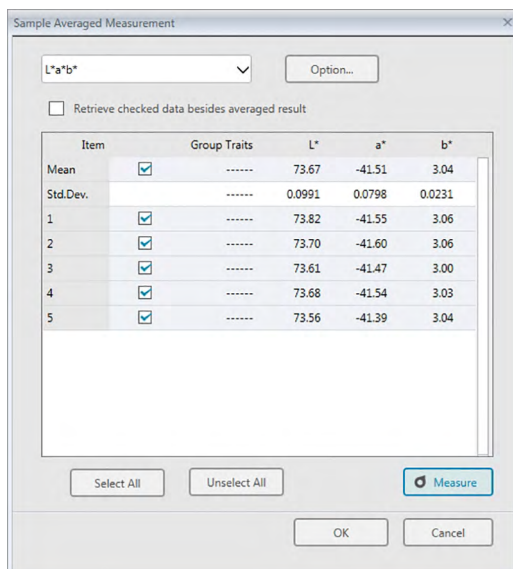 Sample Averaged Measurement
L*a*b*
Option...
Retrieve checked data besides averaged result
Item Group Traits L* a* b*
Mean ------ 73.67 -41.51 3.04
Std.Dev. ------ 0.0991 0.0798 0.0231
1 ------ 73.82 -41.55 3.06
2 ------ 73.70 -41.60 3.06
3 ------ 73.61 -41.47 3.00
4 ------ 73.68 -41.54 3.03
5 ------ 73.56 -41.39 3.04
Select All Unselect All Measure
OK Cancel